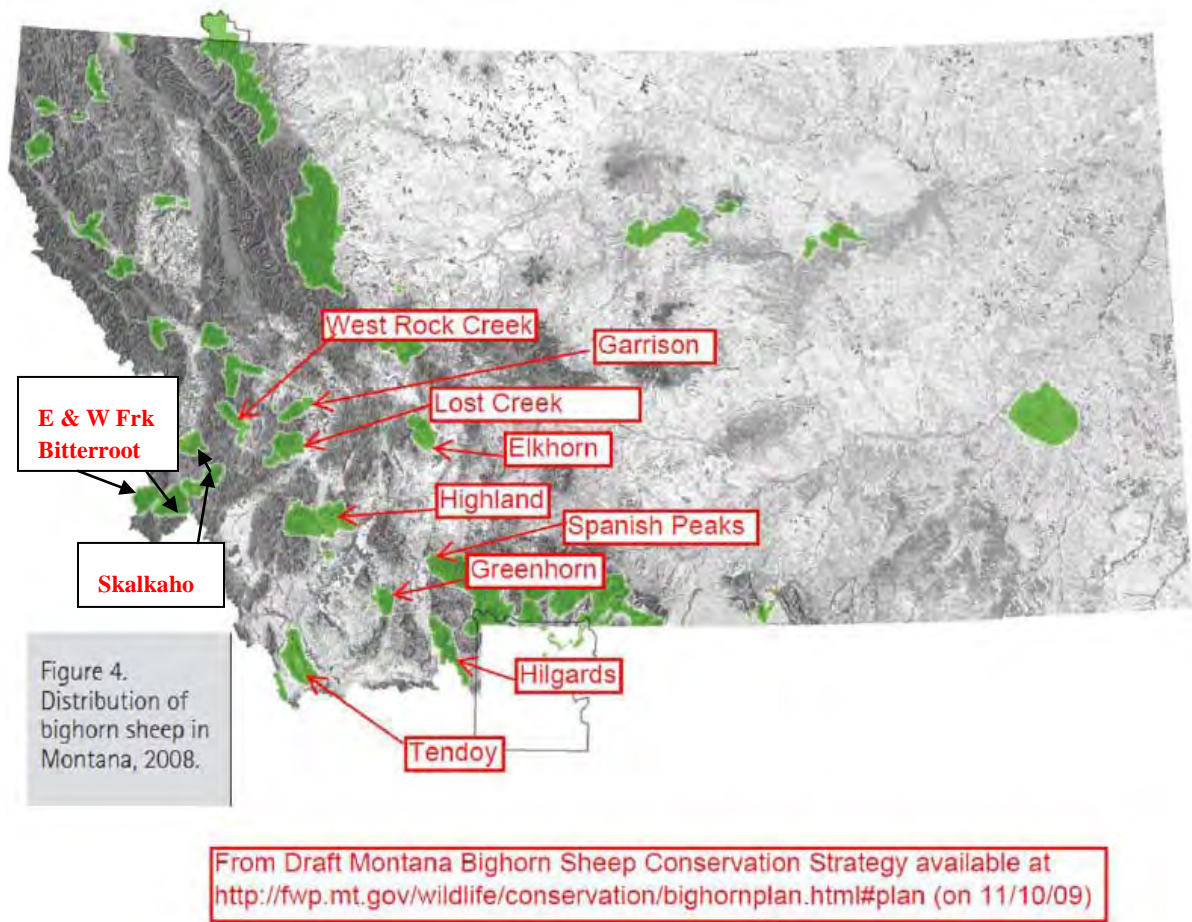 West Rock Creek
Garrison
Lost Creek
E & W Frk
Bitterroot
Elkhorn
Highland
Spanish Peaks
Greenhorn
Skalkaho
Hilgards
Tendoy
Figure 4.
Distribution of
bighorn sheep in
Montana, 2008.
From Draft Montana Bighorn Sheep Conservation Strategy available at
http://fwp.mt.gov/wildlife/conservation/bighornplan.html#plan (on 11/10/09)